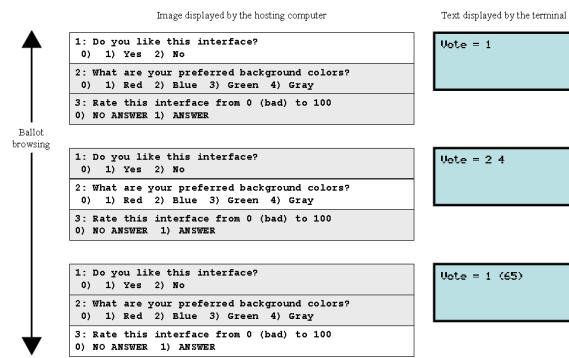 Image displayed by the hosting computer
Text displayed by the terminal
Ballot
browsing
1: Do you like this interface?
0) 1) Yes 2) No
2: What are your preferred background colors?
0) 1) Red 2) Blue 3) Green 4) Gray
3: Rate this interface from 0 (bad) to 100
0) NO ANSWER 1) ANSWER
Vote = 1
1: Do you like this interface?
0) 1) Yes 2) No
2: What are your preferred background colors?
0) 1) Red 2) Blue 3) Green 4) Gray
3: Rate this interface from 0 (bad) to 100
0) NO ANSWER 1) ANSWER
Vote = 2 4
1: Do you like this interface?
0) 1) Yes 2) No
2: What are your preferred background colors?
0) 1) Red 2) Blue 3) Green 4) Gray
3: Rate this interface from 0 (bad) to 100
0) NO ANSWER 1) ANSWER
Vote = 1 (65)